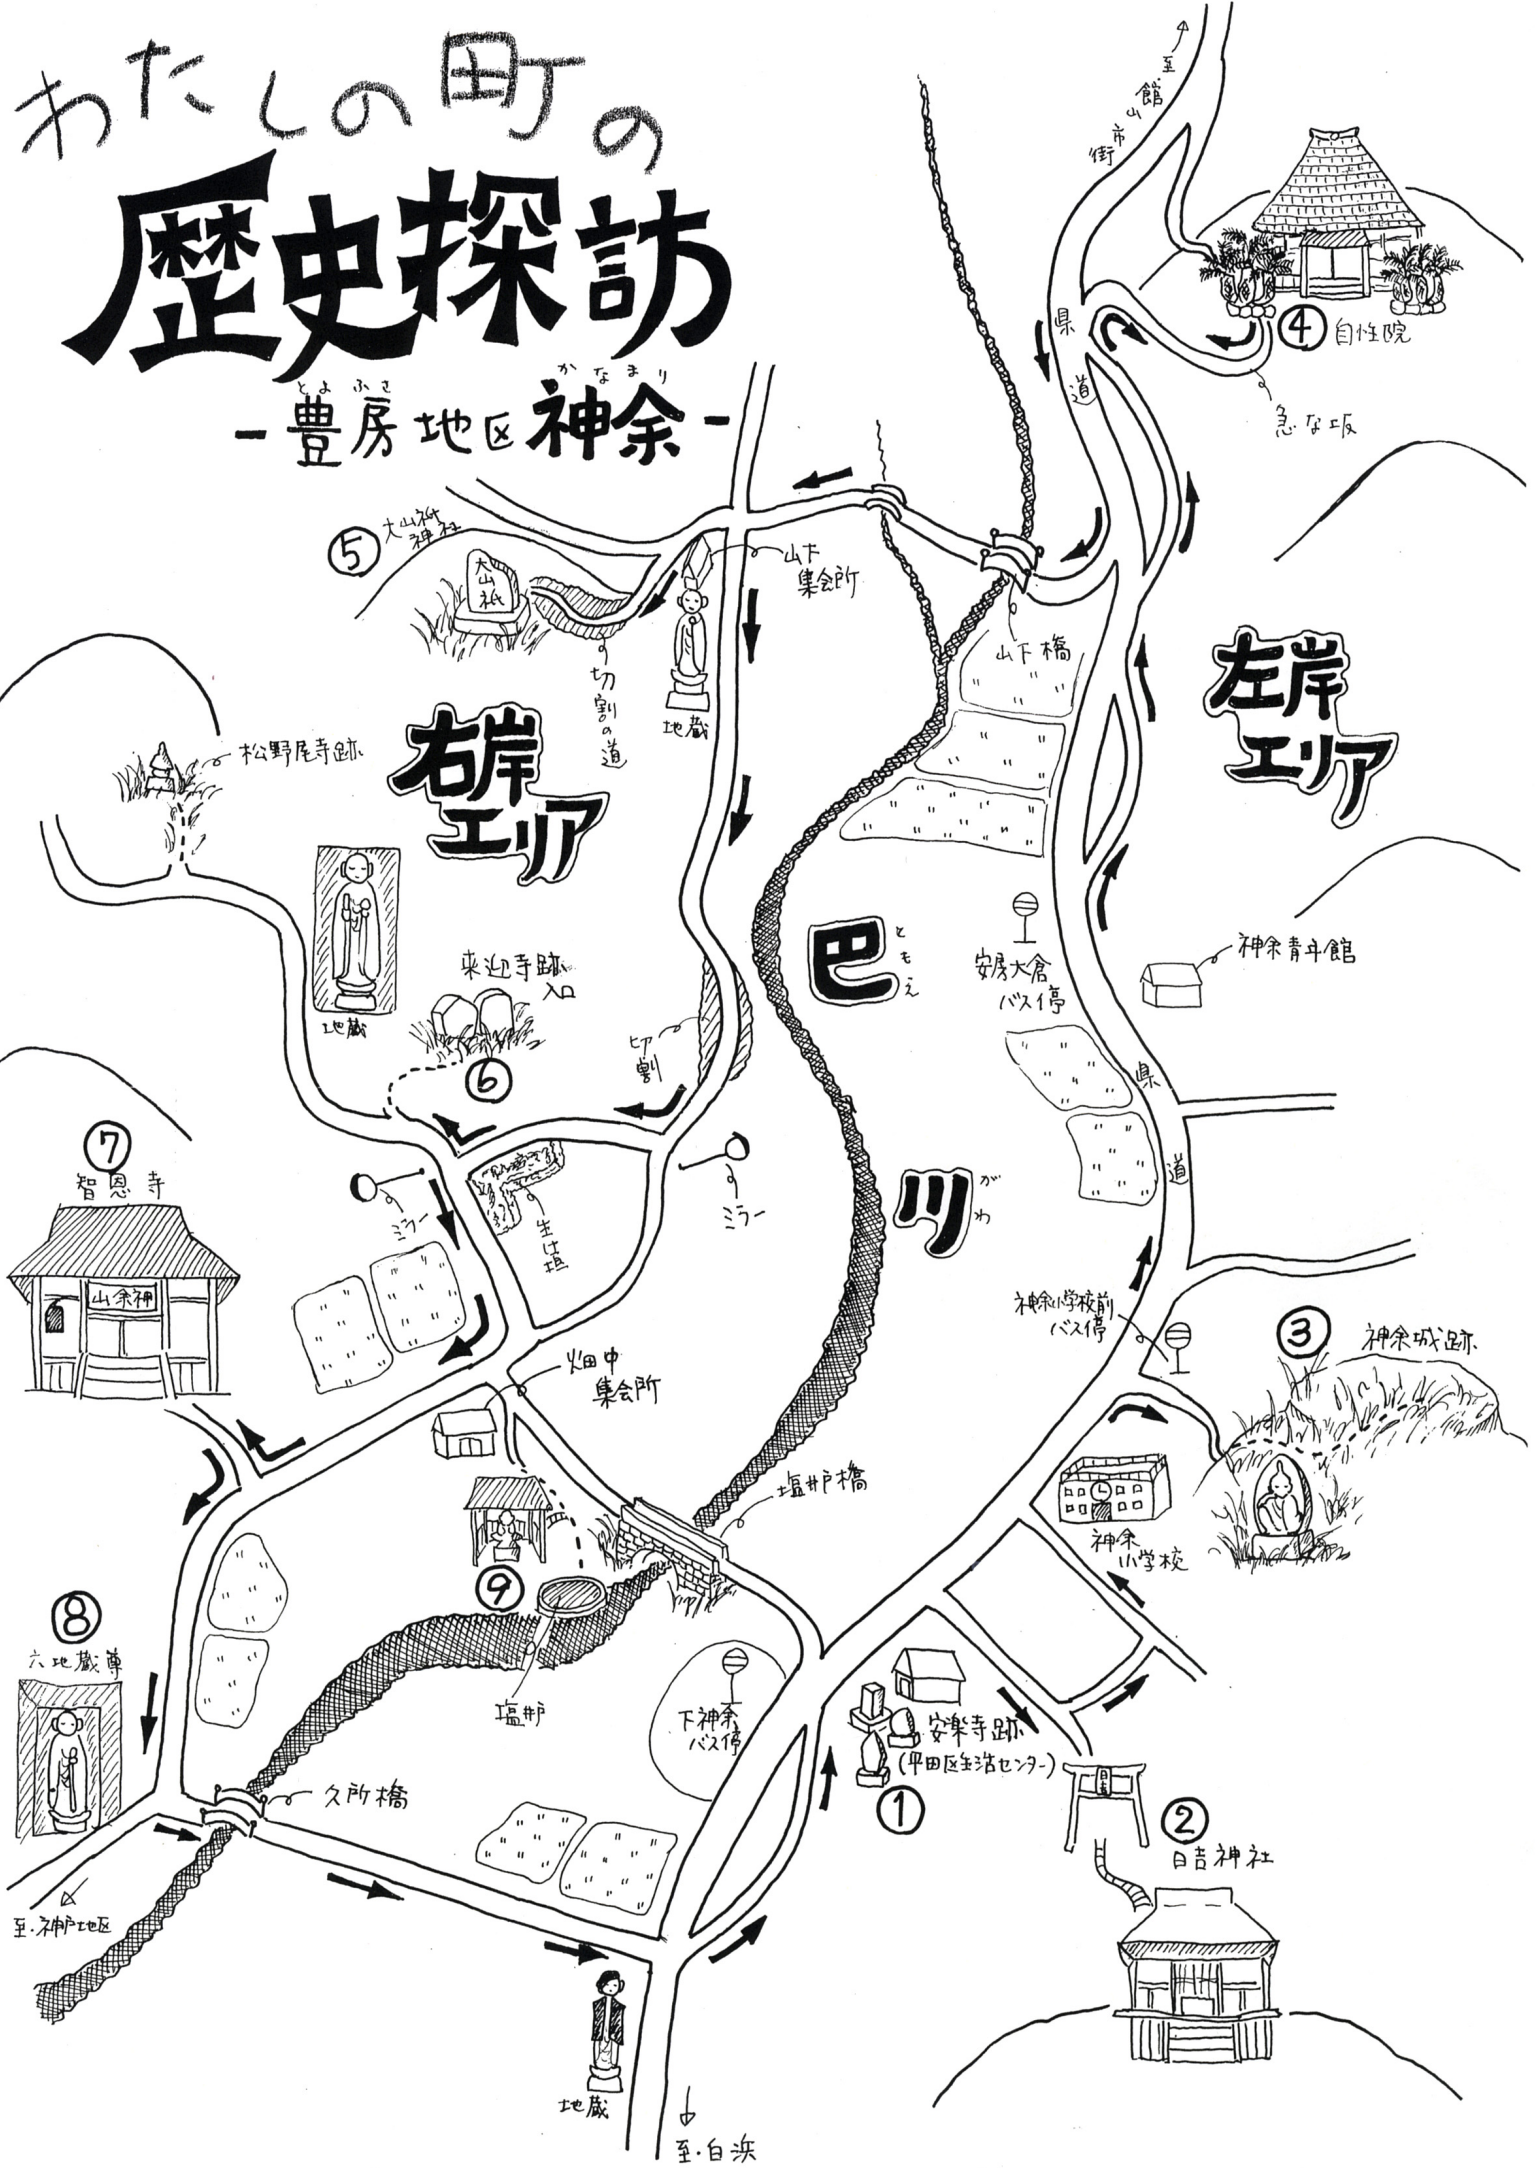 わたしの町の
歴史探訪
とよふさ かなまり
-豊房地区神余-
至館山市街
④自性院
急な坂
県道
⑤大山祇
神社
大山祇
山下
集会所
地蔵
切割の道
山下橋
左岸
エリア
右岸
エリア
松野尾寺跡
地蔵
来迎寺跡
入口
⑥
切割
巴川
ともえ
がわ
安房大倉
バス停
神余青年館
県道
⑦
智恩寺
山余神
ミラー
生け垣
ミラー
神余小学校前
バス停
③
神余城跡
畑中
集会所
塩井戸橋
神余
小学校
⑨
塩井戸
⑧
六地蔵尊
下神余
バス停
安楽寺跡
(平田区生活センター)
①
②
日吉神社
久所橋
至・神戸地区
地蔵
至・白浜